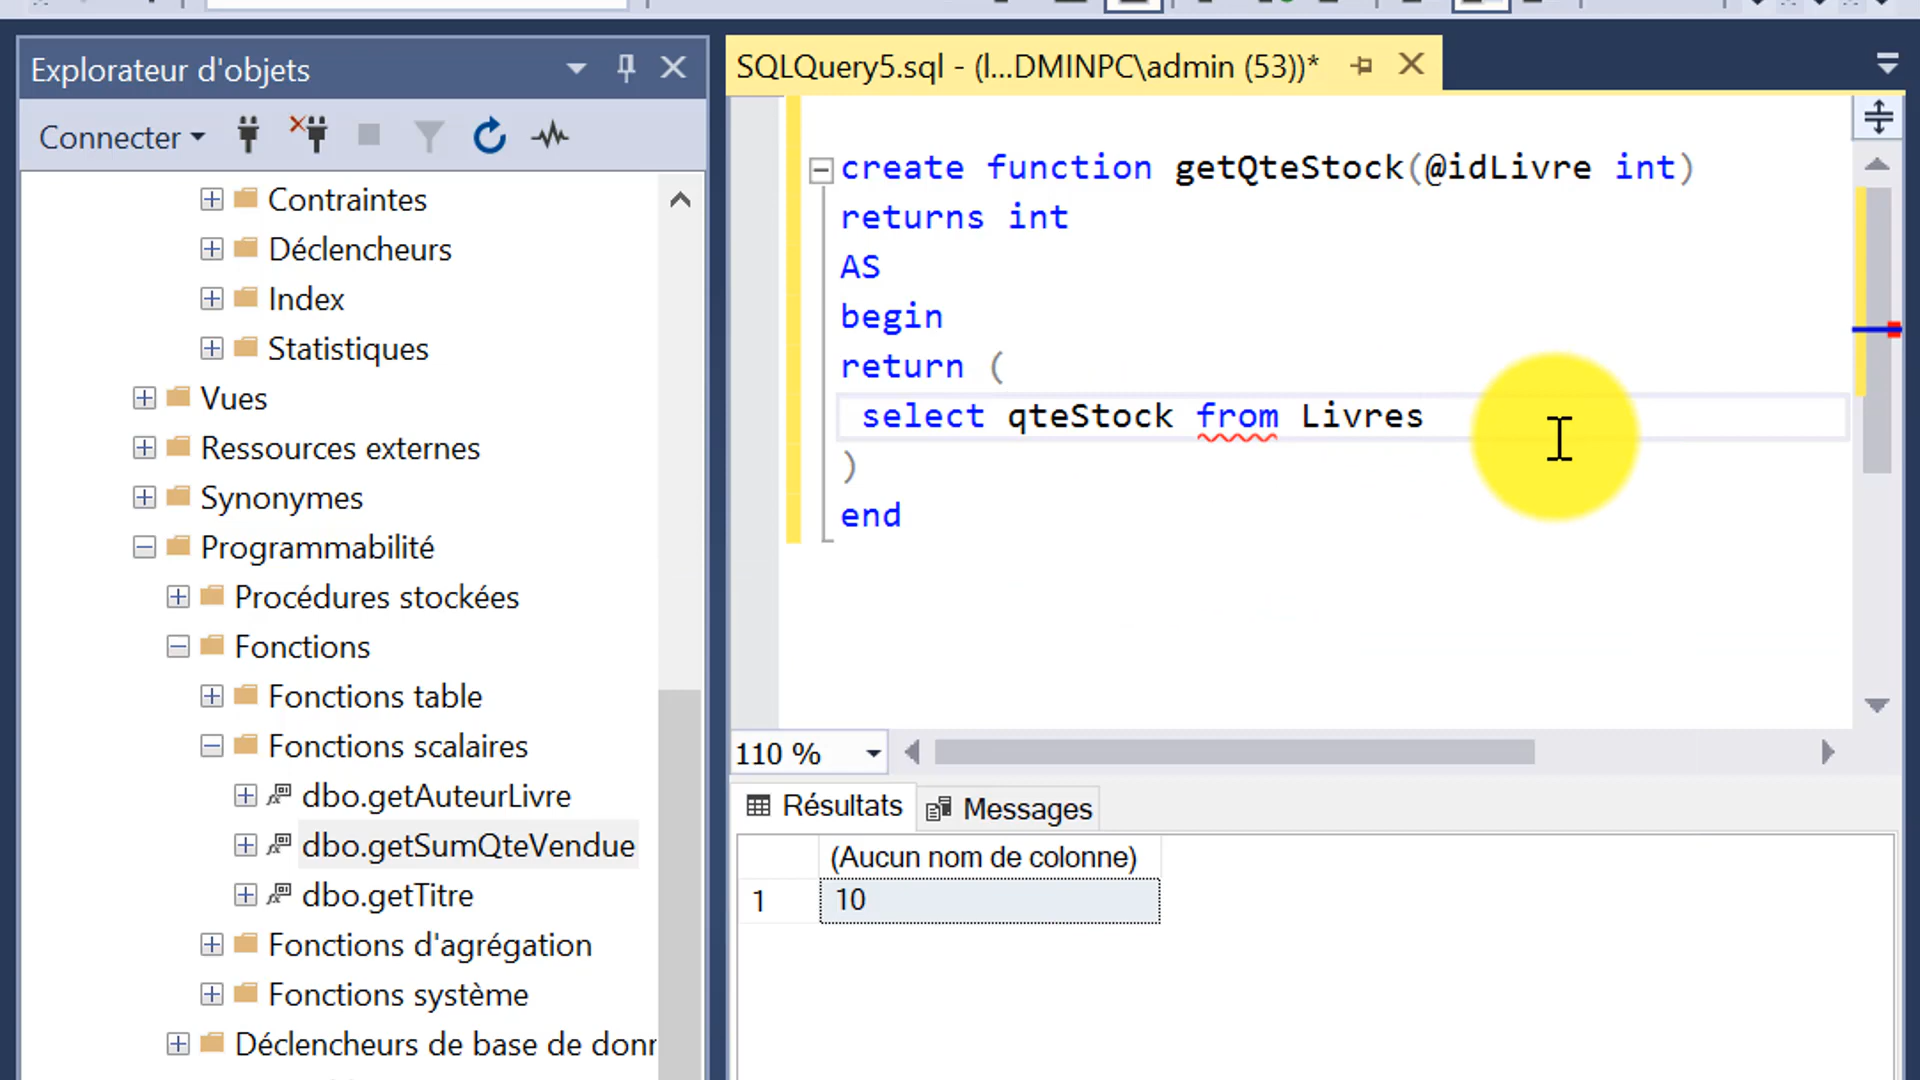 Explorateur d'objets
Connecter
Contraintes
Déclencheurs
Index
Statistiques
Vues
Ressources externes
Synonymes
Programmabilité
Procédures stockées
Fonctions
Fonctions table
Fonctions scalaires
dbo.getAuteurLivre
dbo.getSumQteVendue
dbo.getTitre
Fonctions d'agrégation
Fonctions système
Déclencheurs de base de donr
SQLQuery5.sql - (l...DMINPC\admin (53))*
create function getQteStock(@idLivre int)
returns int
AS
begin
return (
select qteStock from Livres
)
end
110 %
Résultats
Messages
(Aucun nom de colonne)
1 10